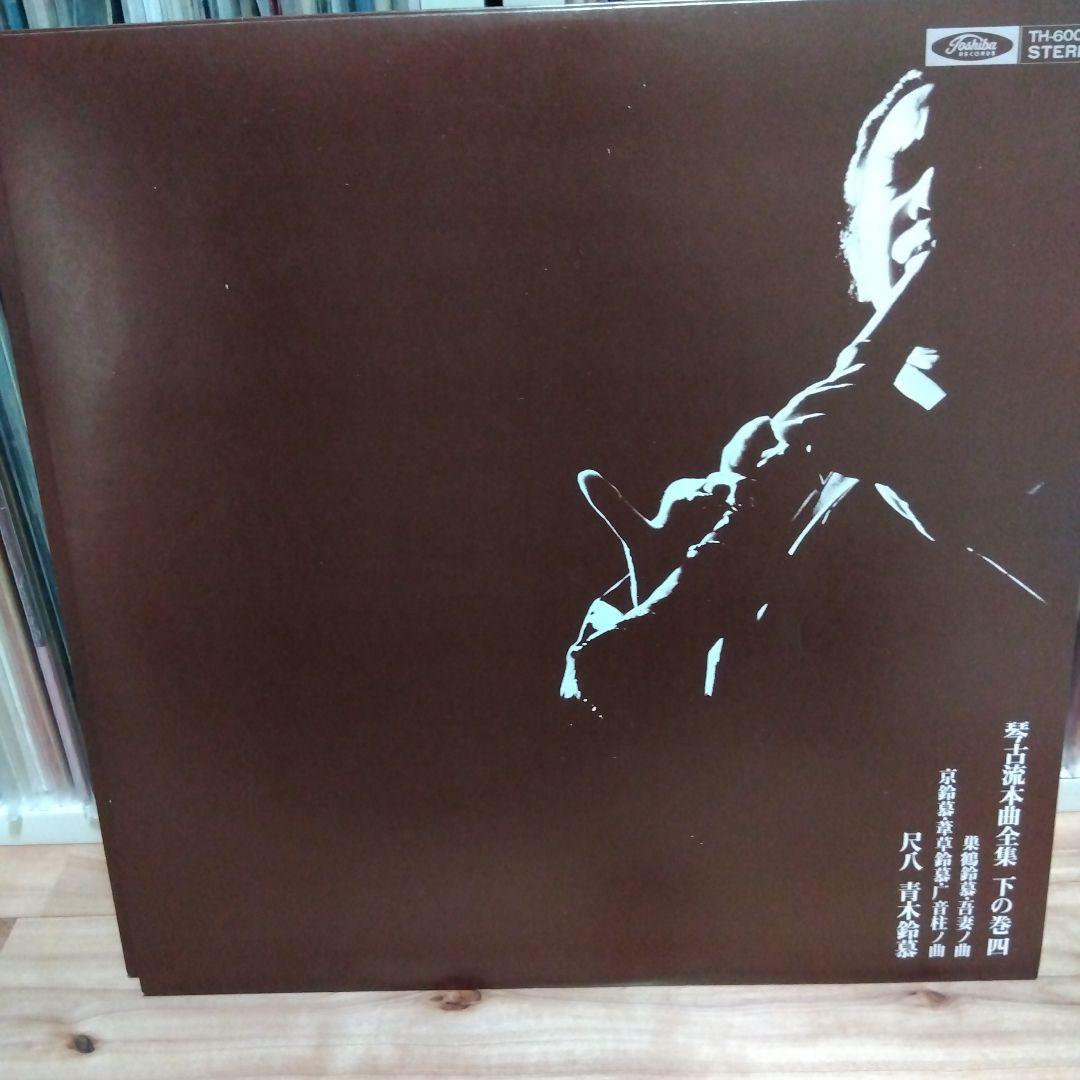 Toshiba
RECORDS
TH-600
STERE
琴古流本曲全集 下の巻四
巣鶴鈴慕・吾妻ノ曲
京鈴慕・葦草鈴慕・广音柱ノ曲
尺八 青木鈴慕